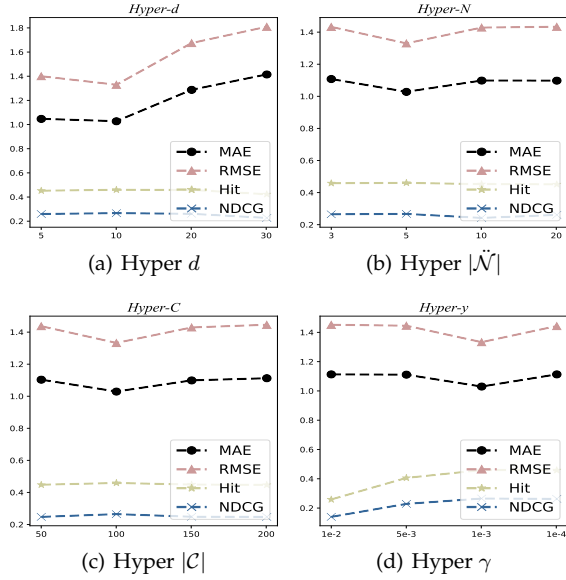 Hyper-d
1.8
1.6
1.4
1.2
1.0
0.8
0.6
0.4
0.2
5 10 20 30
MAE
RMSE
Hit
NDCG
(a) Hyper d
Hyper-N
1.4
1.2
1.0
0.8
0.6
0.4
0.2
3 5 10 20
MAE
RMSE
Hit
NDCG
(b) Hyper |𝒩̈|
Hyper-C
1.4
1.2
1.0
0.8
0.6
0.4
0.2
50 100 150 200
MAE
RMSE
Hit
NDCG
(c) Hyper |𝒞|
Hyper-y
1.4
1.2
1.0
0.8
0.6
0.4
0.2
1e-2 5e-3 1e-3 1e-4
MAE
RMSE
Hit
NDCG
(d) Hyper γ